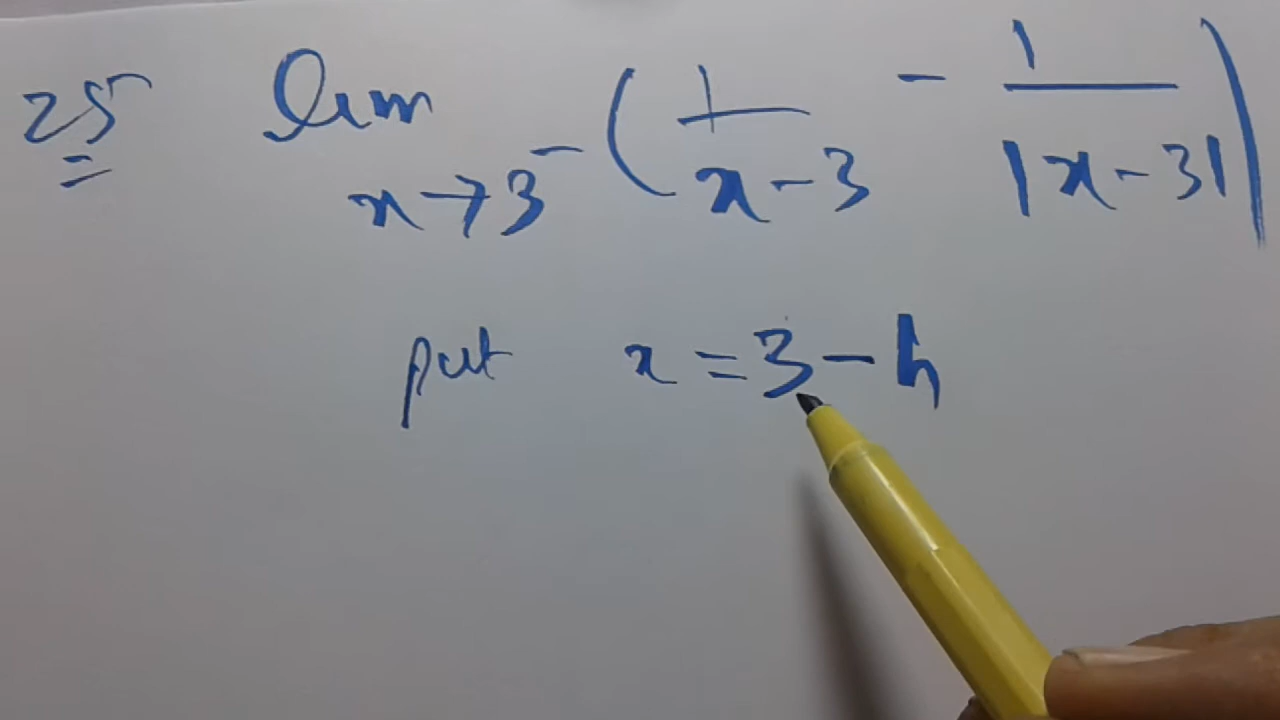 25 lim x→3⁻ (1/(x-3) - 1/|x-3|)
put x = 3 - h